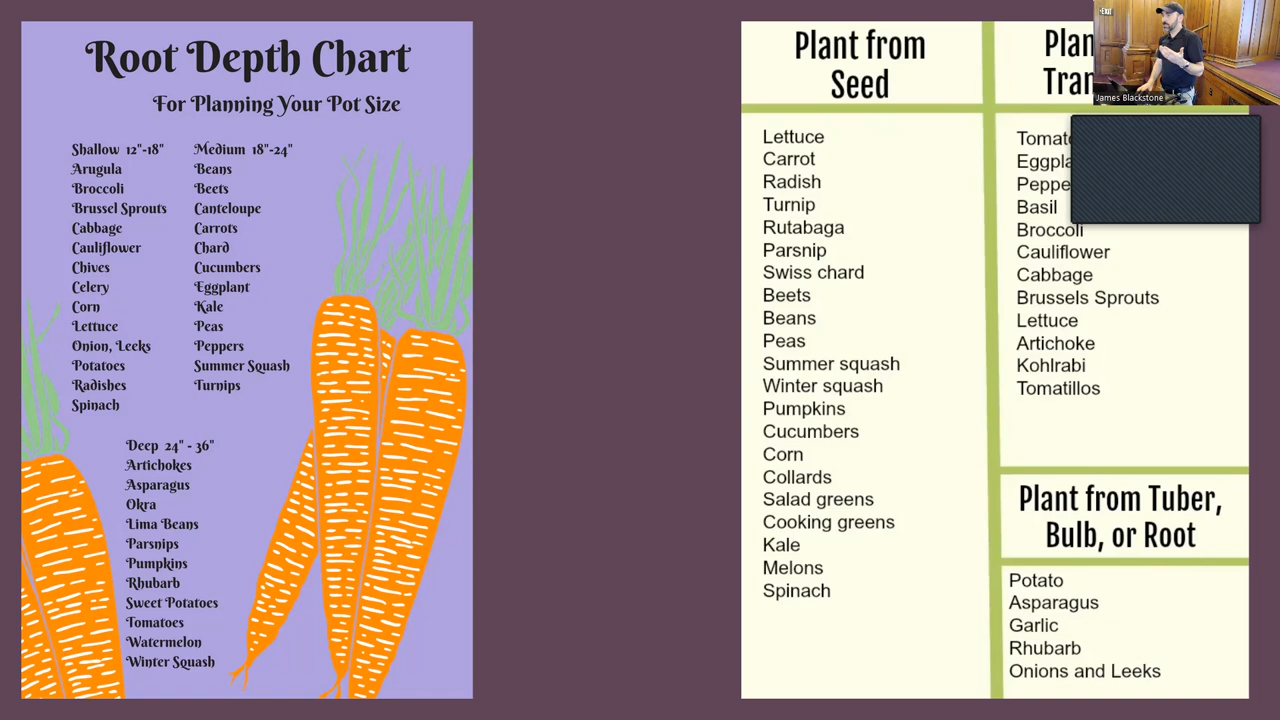 Root Depth Chart
For Planning Your Pot Size
Shallow 12"-18"
Arugula
Broccoli
Brussel Sprouts
Cabbage
Cauliflower
Chives
Celery
Corn
Lettuce
Onion, Leeks
Potatoes
Radishes
Spinach
Medium 18"-24"
Beans
Beets
Canteloupe
Carrots
Chard
Cucumbers
Eggplant
Kale
Peas
Peppers
Summer Squash
Turnips
Deep 24" - 36"
Artichokes
Asparagus
Okra
Lima Beans
Parsnips
Pumpkins
Rhubarb
Sweet Potatoes
Tomatoes
Watermelon
Winter Squash
Plant from
Seed
Lettuce
Carrot
Radish
Turnip
Rutabaga
Parsnip
Swiss chard
Beets
Beans
Peas
Summer squash
Winter squash
Pumpkins
Cucumbers
Corn
Collards
Salad greens
Cooking greens
Kale
Melons
Spinach
Basil
Broccoli
Cauliflower
Cabbage
Brussels Sprouts
Lettuce
Artichoke
Kohlrabi
Tomatillos
Plant from Tuber,
Bulb, or Root
Potato
Asparagus
Garlic
Rhubarb
Onions and Leeks
EXIT
James Blackstone